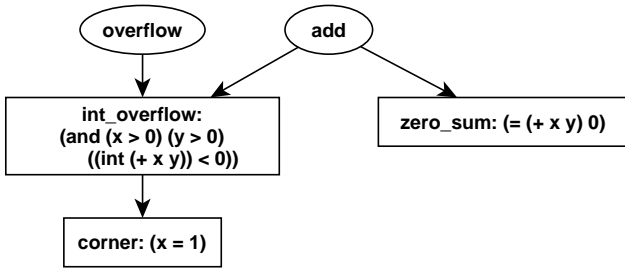 overflow
add
int_overflow:
(and (x > 0) (y > 0)
((int (+ x y)) < 0))
zero_sum: (= (+ x y) 0)
corner: (x = 1)